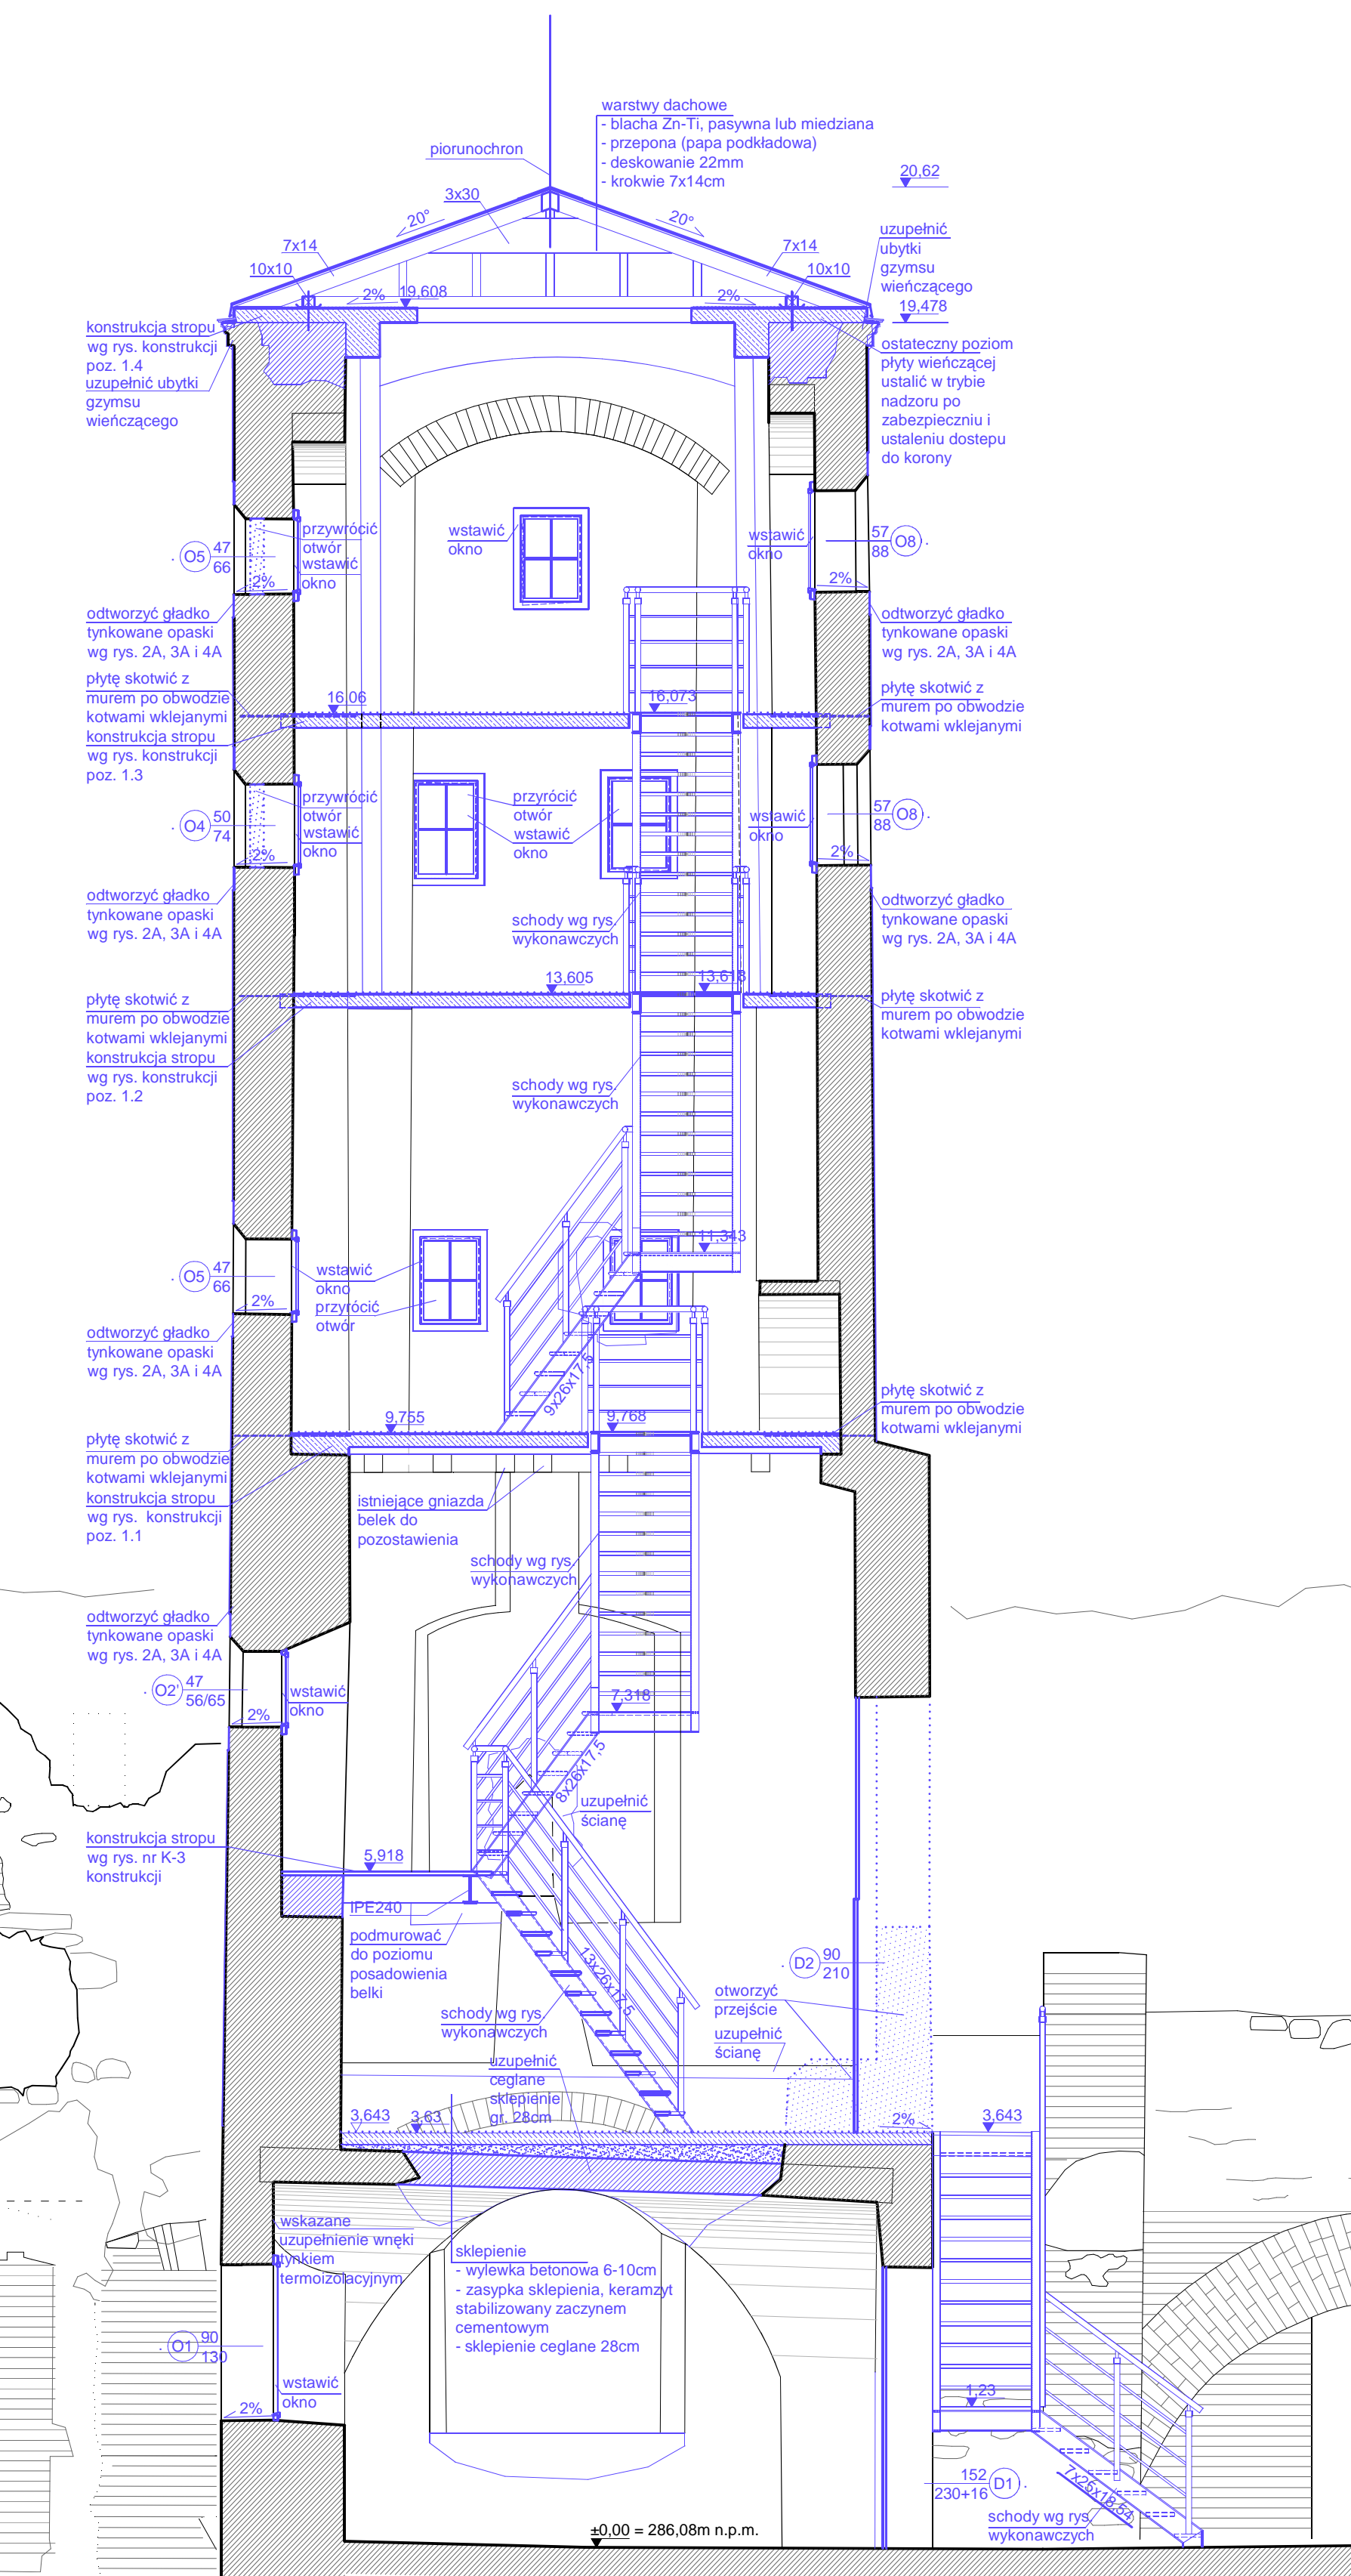 warstwy dachowe
- blacha Zn-Ti, pasywna lub miedziana
- przepona (papa podkładowa)
- deskowanie 22mm
- krokwie 7x14cm
piorunochron
20,62
3x30
20°
20°
uzupełnić
ubytki
gzymsu
wieńczącego
7x14
7x14
10x10
10x10
2%
19,608
2%
19,478
konstrukcja stropu
wg rys. konstrukcji
poz. 1.4
uzupełnić ubytki
gzymsu
wieńczącego
ostateczny poziom
płyty wieńczącej
ustalić w trybie
nadzoru po
zabezpieczniu i
ustaleniu dostepu
do korony
O5
47
66
przywrócić
otwór
wstawić
okno
2%
wstawić
okno
wstawić
okno
57
88
O8
2%
odtworzyć gładko
tynkowane opaski
wg rys. 2A, 3A i 4A
odtworzyć gładko
tynkowane opaski
wg rys. 2A, 3A i 4A
płytę skotwić z
murem po obwodzie
kotwami wklejanymi
konstrukcja stropu
wg rys. konstrukcji
poz. 1.3
16,06
16,073
płytę skotwić z
murem po obwodzie
kotwami wklejanymi
O4
50
74
przywrócić
otwór
wstawić
okno
2%
przyrócić
otwór
wstawić
okno
wstawić
okno
57
88
O8
2%
odtworzyć gładko
tynkowane opaski
wg rys. 2A, 3A i 4A
schody wg rys.
wykonawczych
odtworzyć gładko
tynkowane opaski
wg rys. 2A, 3A i 4A
13,605
13,618
płytę skotwić z
murem po obwodzie
kotwami wklejanymi
konstrukcja stropu
wg rys. konstrukcji
poz. 1.2
płytę skotwić z
murem po obwodzie
kotwami wklejanymi
schody wg rys.
wykonawczych
11,343
O5
47
66
2%
wstawić
okno
przyrócić
otwór
odtworzyć gładko
tynkowane opaski
wg rys. 2A, 3A i 4A
9x26x17,5
9,755
9,768
płytę skotwić z
murem po obwodzie
kotwami wklejanymi
płytę skotwić z
murem po obwodzie
kotwami wklejanymi
konstrukcja stropu
wg rys. konstrukcji
poz. 1.1
istniejące gniazda
belek do
pozostawienia
schody wg rys.
wykonawczych
odtworzyć gładko
tynkowane opaski
wg rys. 2A, 3A i 4A
O2'
47
56/65
2%
wstawić
okno
7,318
8x26x17,5
uzupełnić
ścianę
konstrukcja stropu
wg rys. nr K-3
konstrukcji
5,918
IPE240
podmurować
do poziomu
posadowienia
belki
13x26x17,5
schody wg rys.
wykonawczych
D2
90
210
otworzyć
przejście
uzupełnić
ścianę
uzupełnić
ceglane
sklepienie
gr. 28cm
3,643
3,63
2%
3,643
wskazane
uzupełnienie wnęki
tynkiem
termoizolacyjnym
sklepienie
- wylewka betonowa 6-10cm
- zasypka sklepienia, keramzyt
stabilizowany zaczynem
cementowym
- sklepienie ceglane 28cm
O1
90
130
wstawić
okno
2%
1,23
152
230+16
D1
7x25x18,54
schody wg rys.
wykonawczych
±0,00 = 286,08m n.p.m.